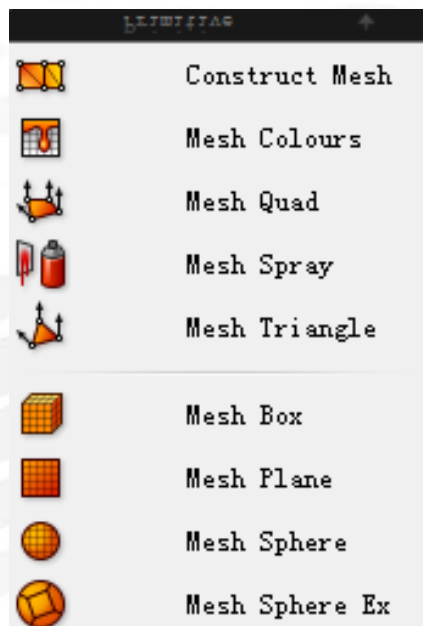 Primitive
Construct Mesh
Mesh Colours
Mesh Quad
Mesh Spray
Mesh Triangle
Mesh Box
Mesh Plane
Mesh Sphere
Mesh Sphere Ex